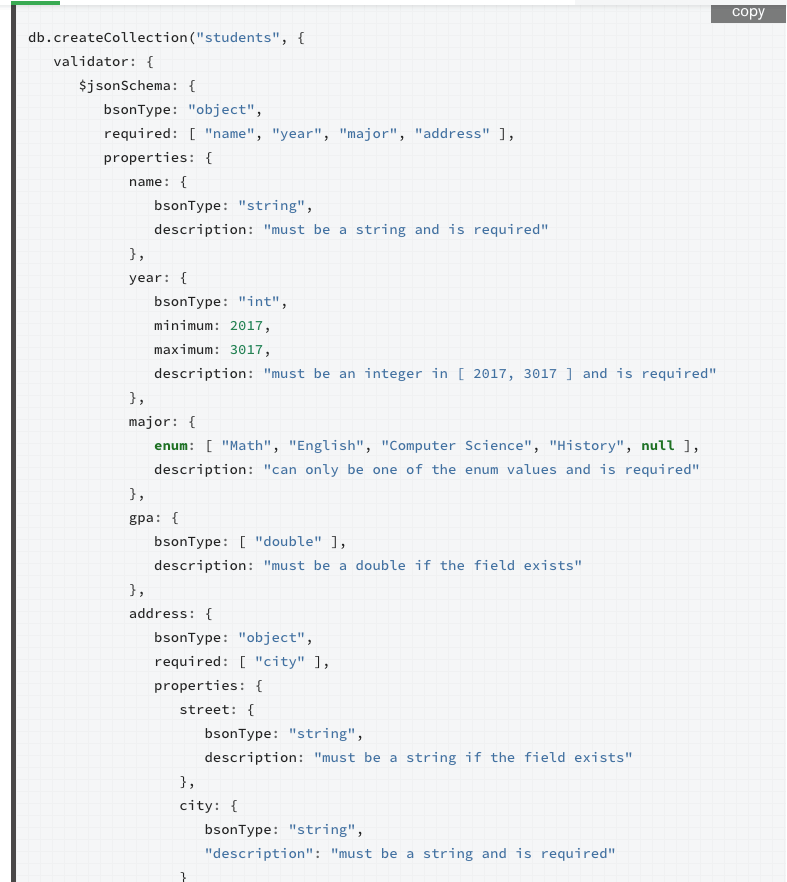 copy
db.createCollection("students", {
   validator: {
      $jsonSchema: {
         bsonType: "object",
         required: [ "name", "year", "major", "address" ],
         properties: {
            name: {
               bsonType: "string",
               description: "must be a string and is required"
            },
            year: {
               bsonType: "int",
               minimum: 2017,
               maximum: 3017,
               description: "must be an integer in [ 2017, 3017 ] and is required"
            },
            major: {
               enum: [ "Math", "English", "Computer Science", "History", null ],
               description: "can only be one of the enum values and is required"
            },
            gpa: {
               bsonType: [ "double" ],
               description: "must be a double if the field exists"
            },
            address: {
               bsonType: "object",
               required: [ "city" ],
               properties: {
                  street: {
                     bsonType: "string",
                     description: "must be a string if the field exists"
                  },
                  city: {
                     bsonType: "string",
                     "description": "must be a string and is required"
                  }